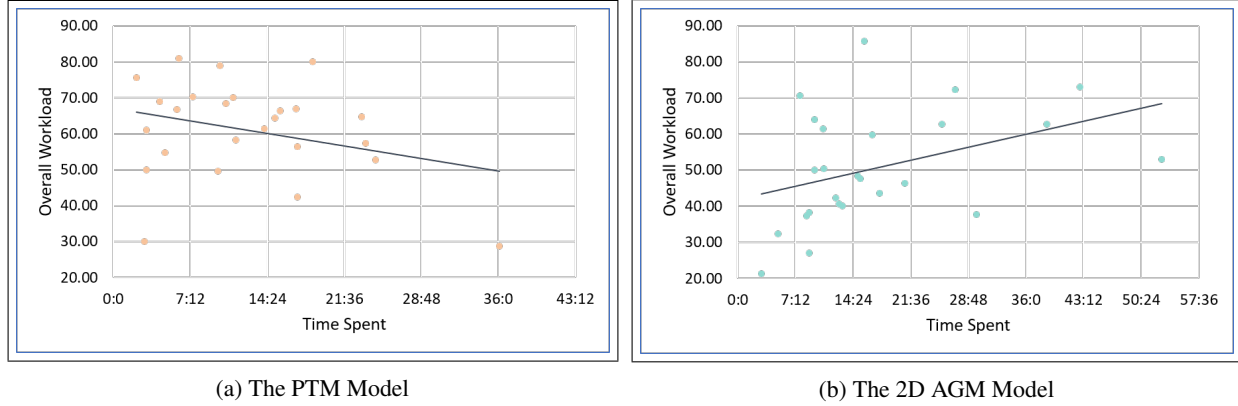 90.00
80.00
70.00
60.00
50.00
40.00
30.00
20.00
Overall Workload
0:0 7:12 14:24 21:36 28:48 36:0 43:12
Time Spent
(a) The PTM Model
90.00
80.00
70.00
60.00
50.00
40.00
30.00
20.00
Overall Workload
0:0 7:12 14:24 21:36 28:48 36:0 43:12 50:24 57:36
Time Spent
(b) The 2D AGM Model